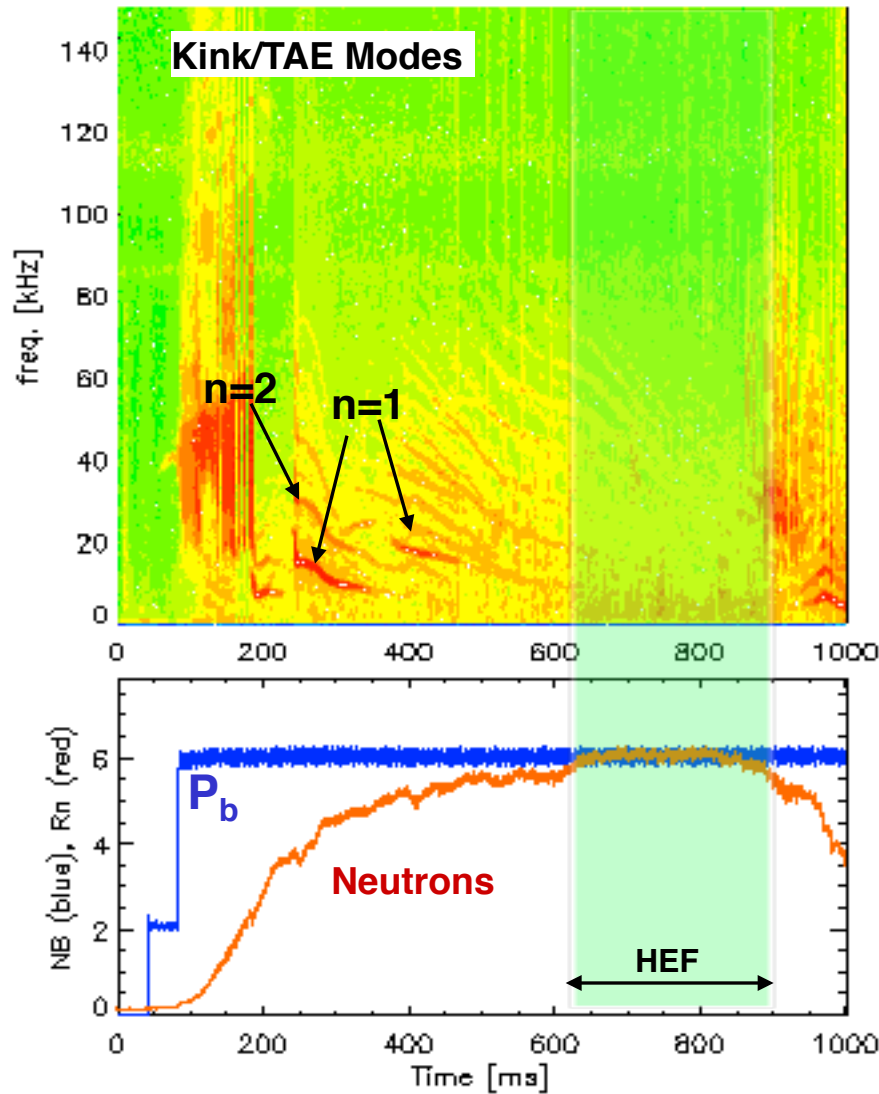 Kink/TAE Modes
140
120
100
80
60
40
20
0
freq. [kHz]
n=2
n=1
0 200 400 600 800 1000
6
4
2
0
NB (blue), Rn (red)
Pb
Neutrons
HEF
0 200 400 600 800 1000
Time [ms]